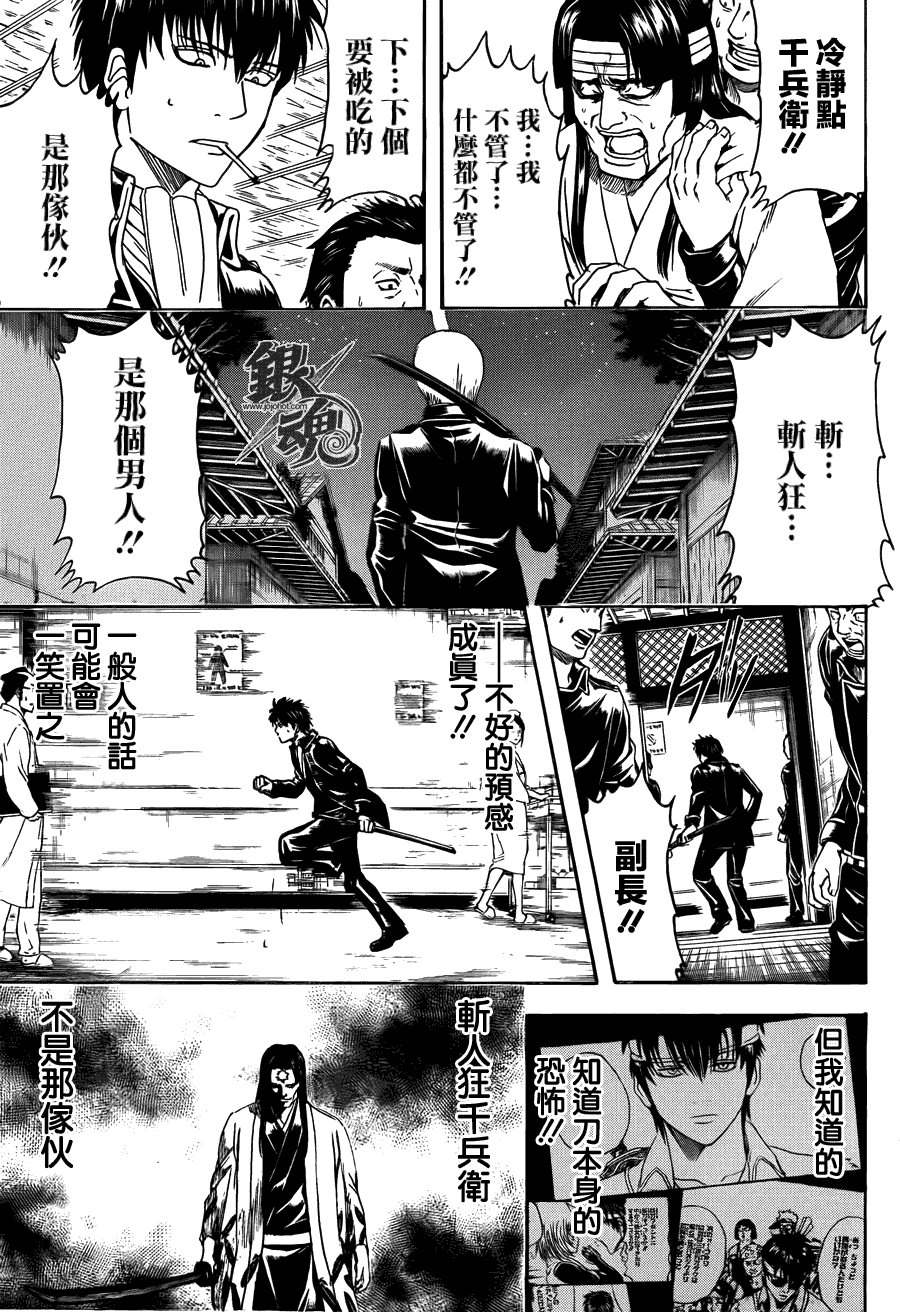 冷靜點
千兵衛!!
我…我
不管了…
什麼都不管了!!
下…下個
要被吃的
是那傢伙!!
斬…
斬人狂…
是那個男人!!
銀魂
www.jojohot.com
副長!!
——不好的預感
成真了!!
一般人的話
可能會
一笑置之
但我知道的
知道刀本身的
恐怖!!
斬人狂千兵衛
不是那傢伙